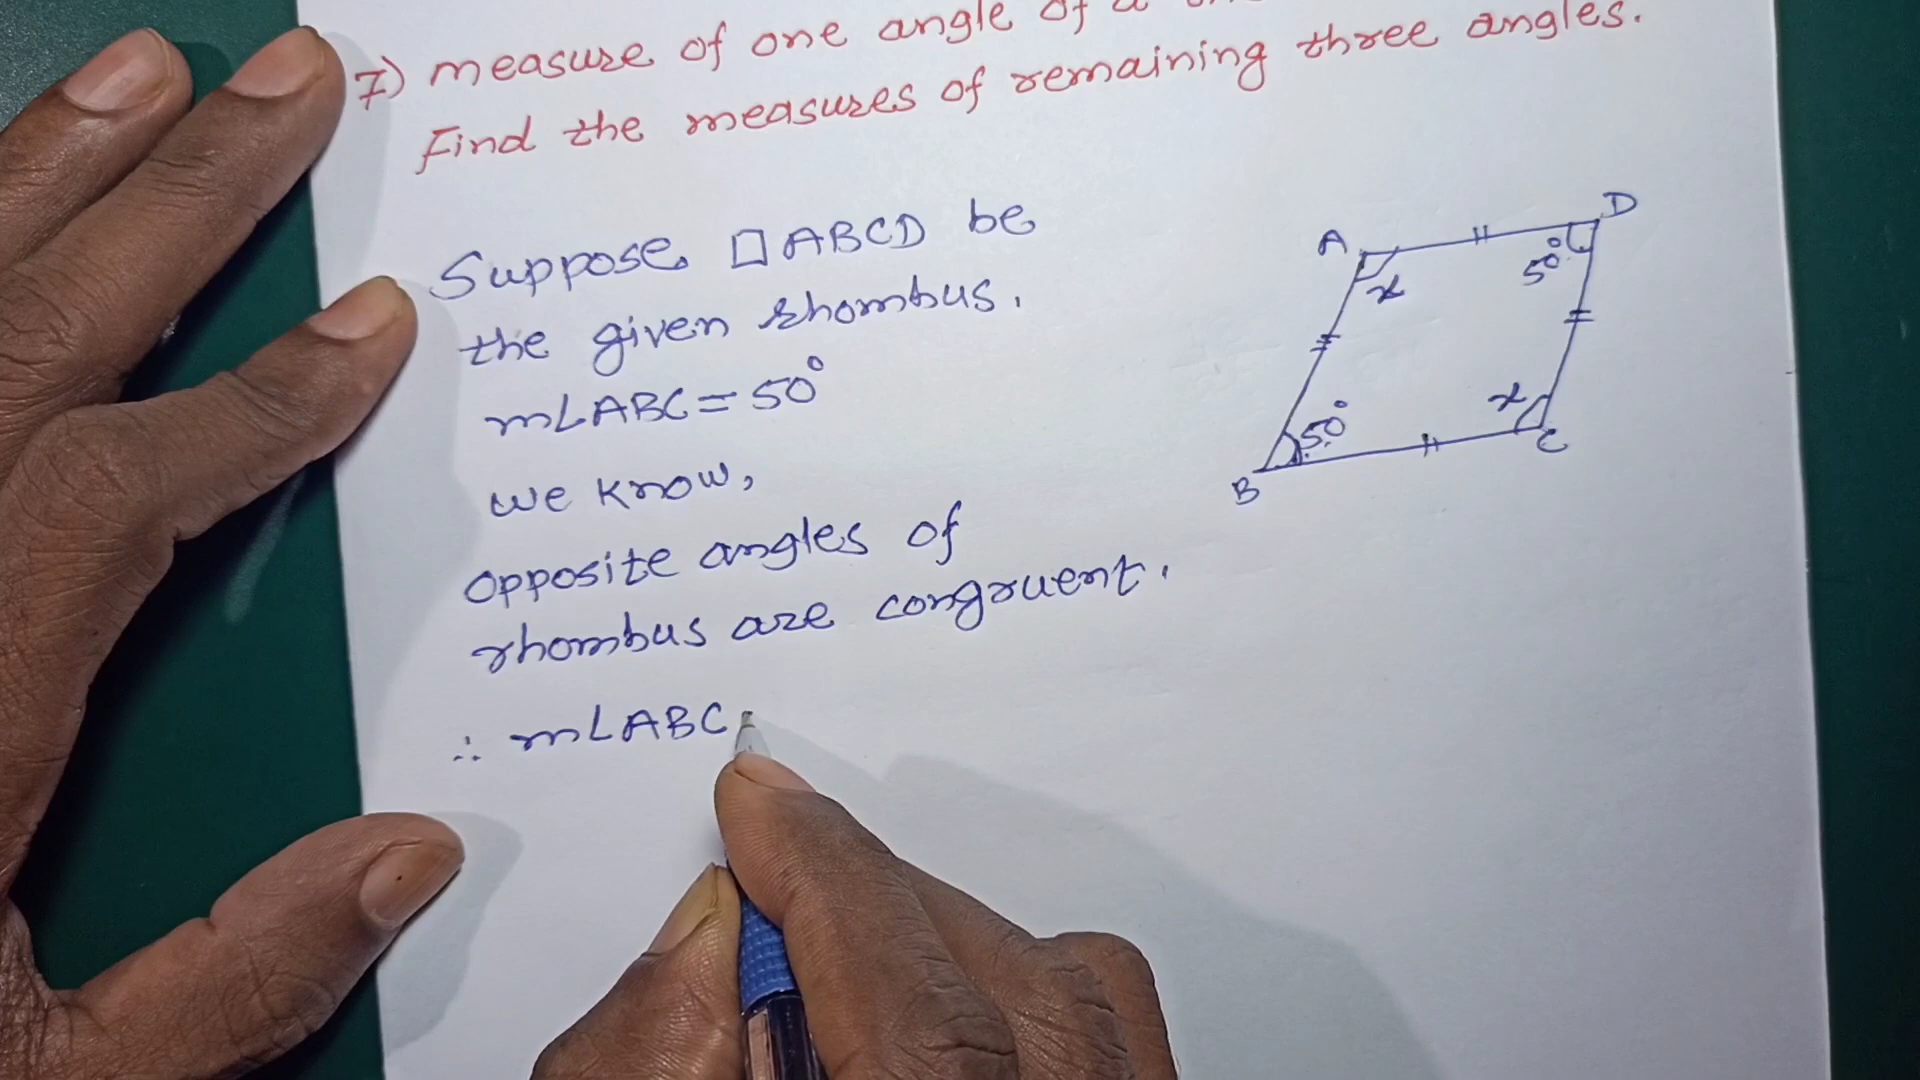 7) measure of one angle of a
Find the measures of remaining three angles.
Suppose □ABCD be
the given rhombus.
m∠ABC = 50°
we know,
opposite angles of
rhombus are congruent.
∴ m∠ABC
A
D
x
50°
x
50°
C
B